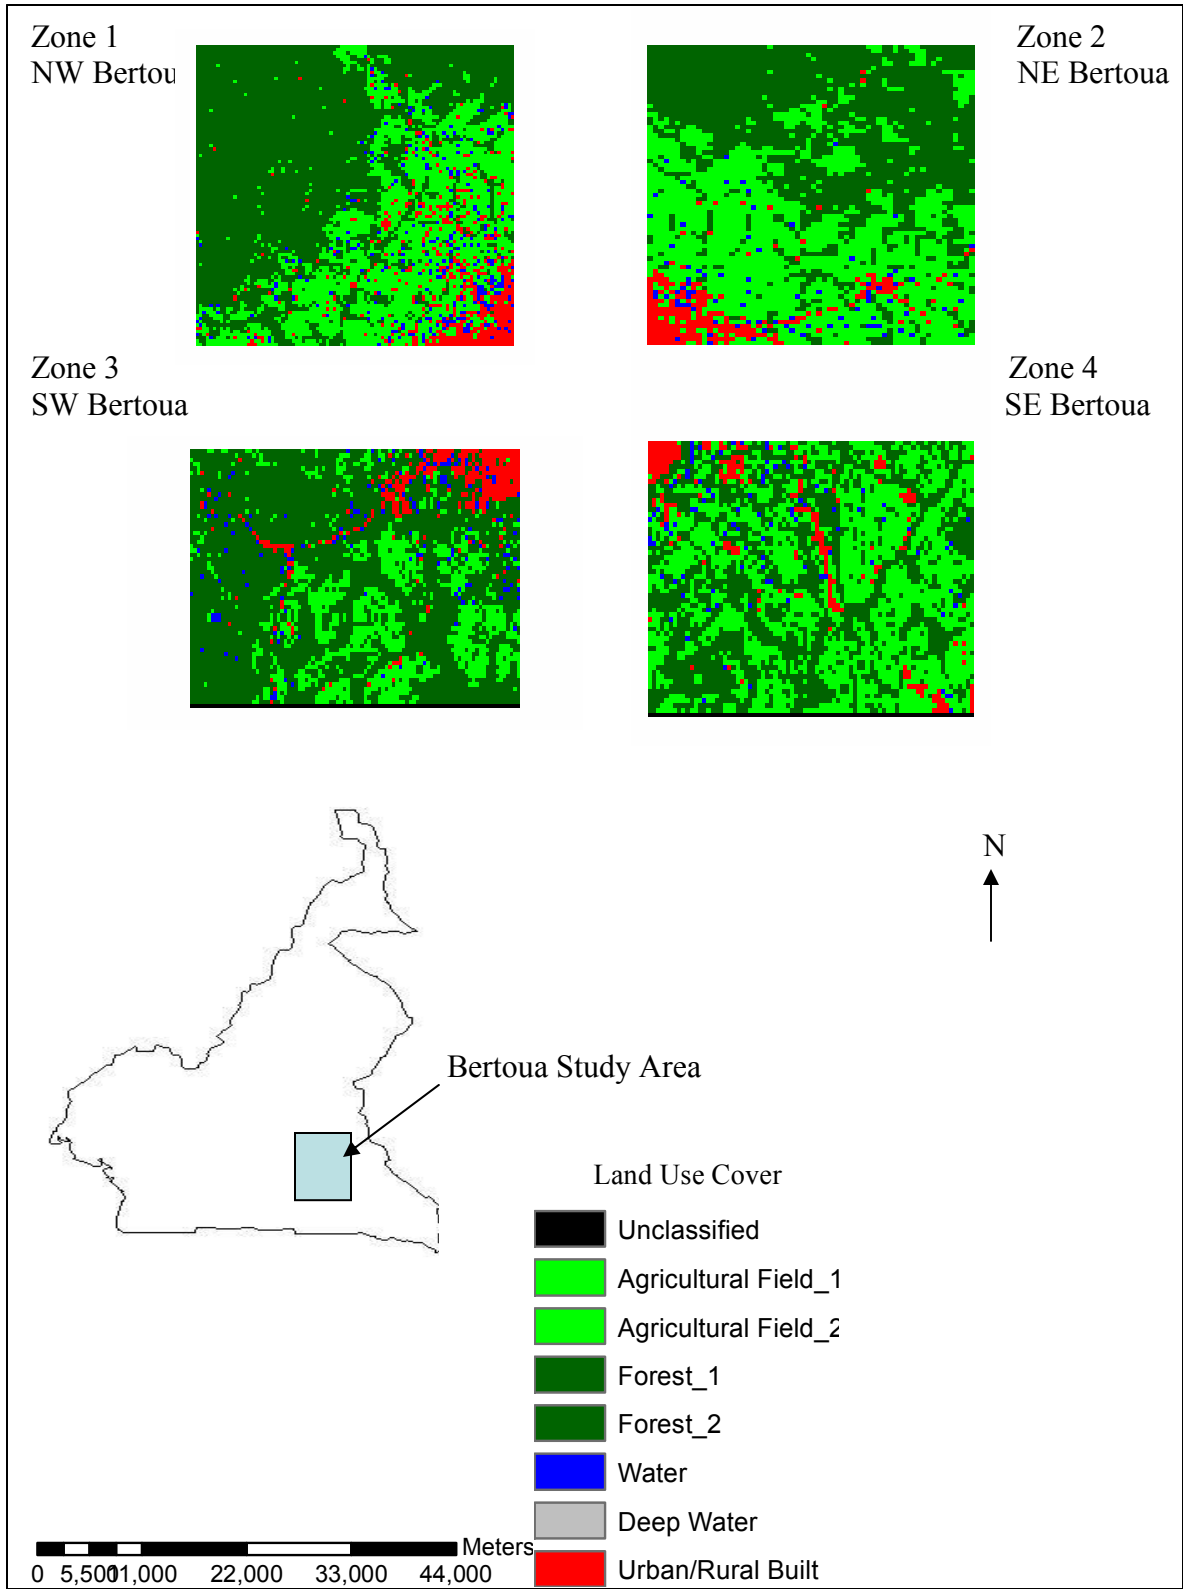 Zone 1
NW Bertou
Zone 2
NE Bertoua
Zone 3
SW Bertoua
Zone 4
SE Bertoua
N
Bertoua Study Area
Land Use Cover
Unclassified
Agricultural Field_1
Agricultural Field_2
Forest_1
Forest_2
Water
Deep Water
Urban/Rural Built
Meters
0 5,50011,000 22,000 33,000 44,000